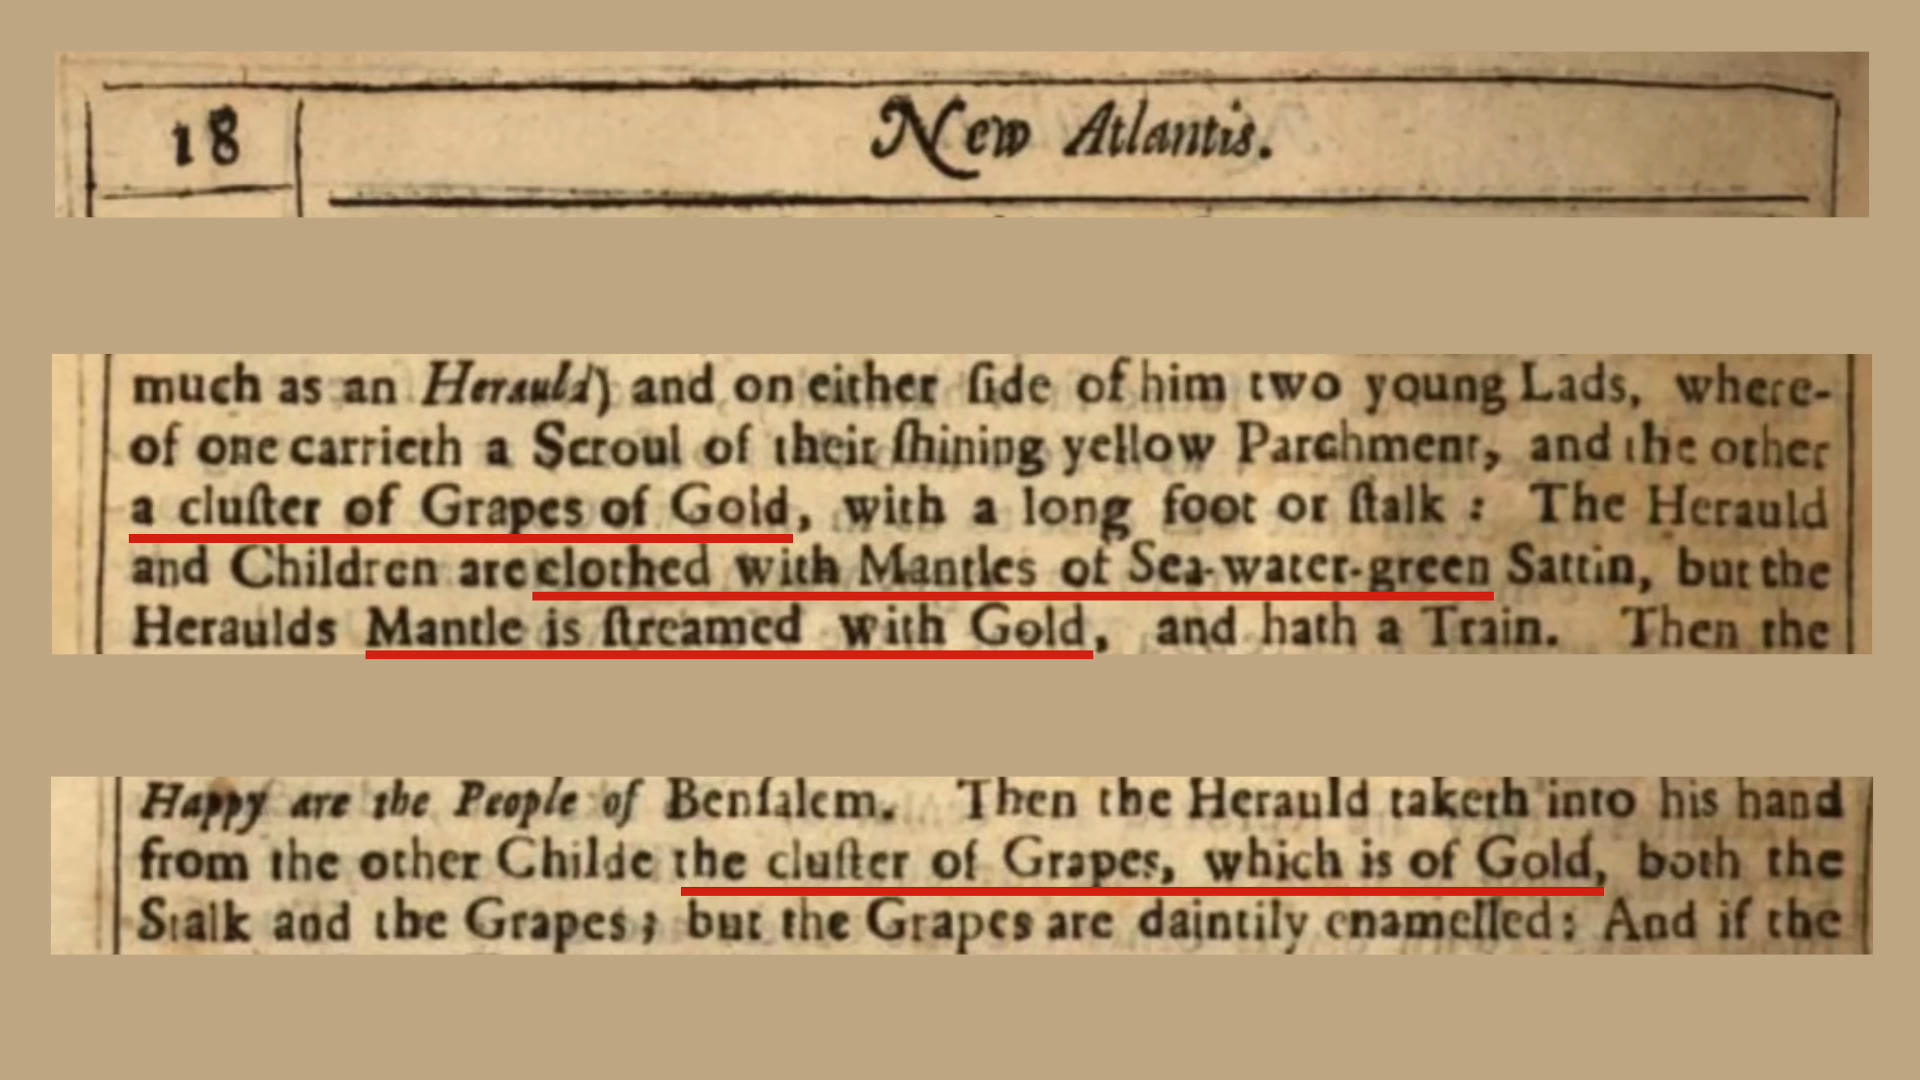 18 New Atlantis.
much as an Herauld) and on either ſide of him two young Lads, where-
of one carrieth a Scroul of their ſhining yellow Parchment, and the other
a cluſter of Grapes of Gold, with a long foot or ſtalk : The Herauld
and Children are clothed with Mantles of Sea-water-green Sattin, but the
Heraulds Mantle is ſtreamed with Gold, and hath a Train. Then the
Happy are the People of Benſalem. Then the Herauld taketh into his hand
from the other Childe the cluſter of Grapes, which is of Gold, both the
Stalk and the Grapes ; but the Grapes are daintily enamelled : And if the